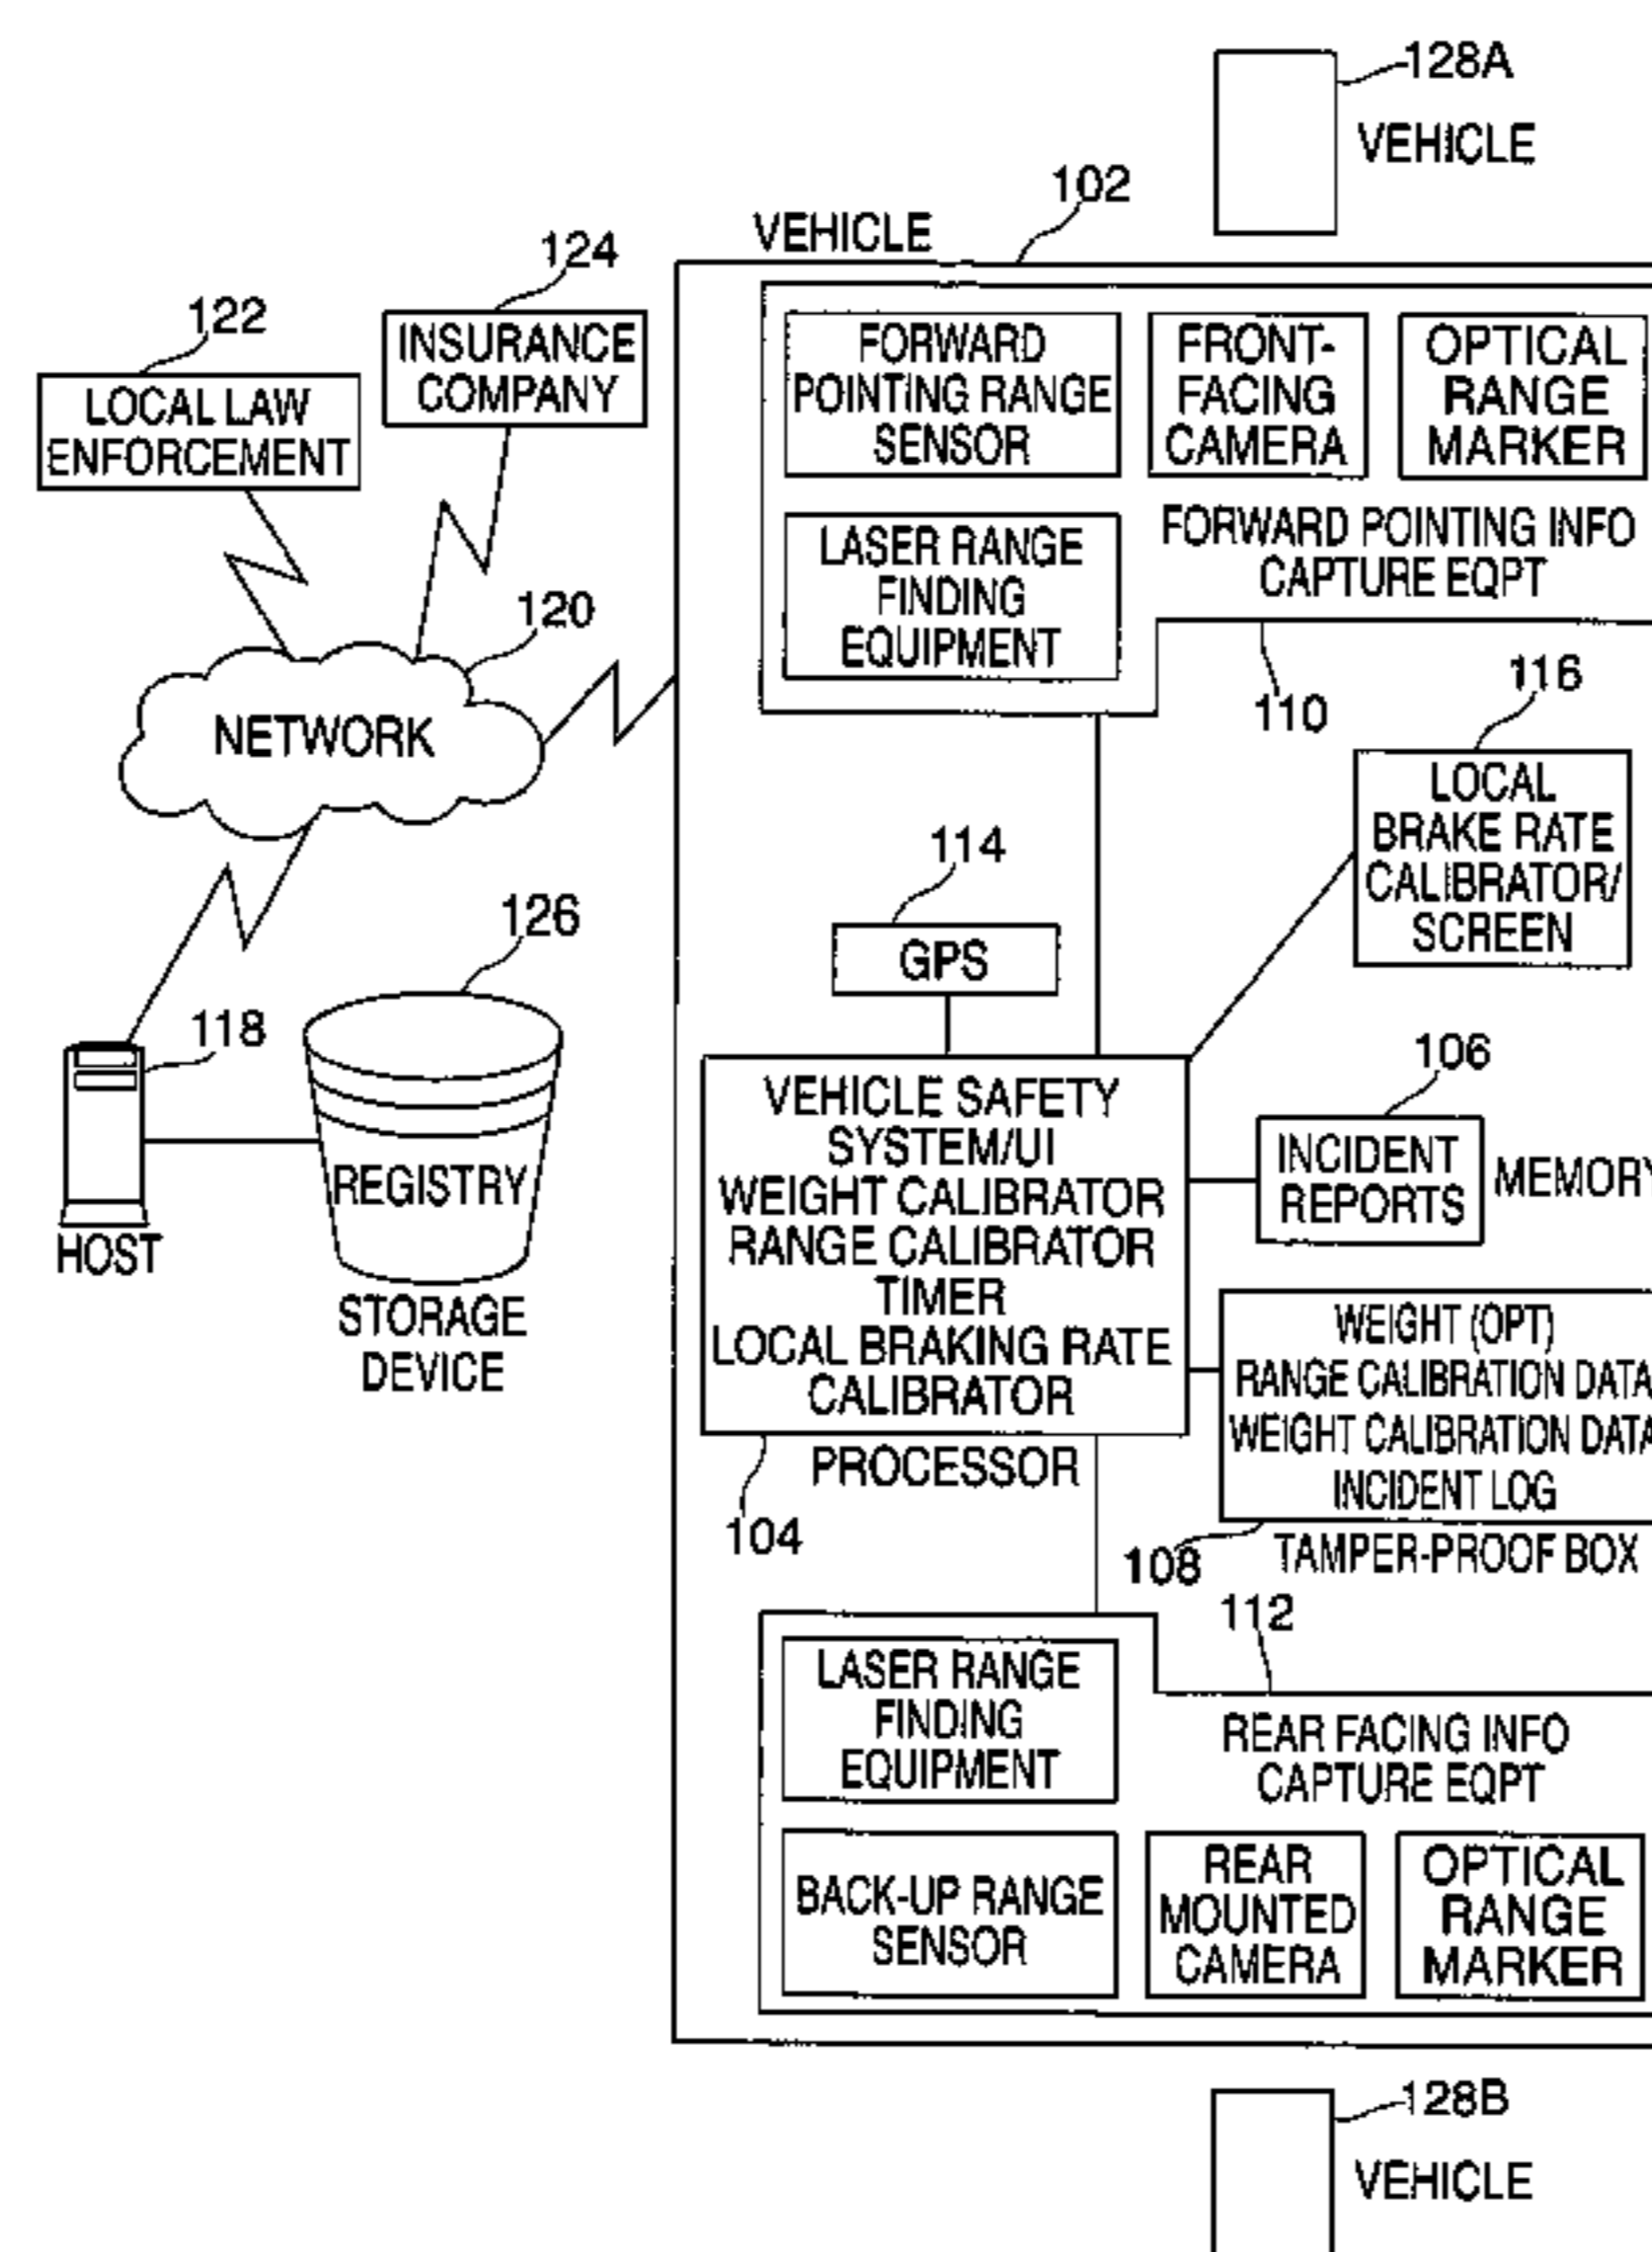 128A
VEHICLE
102
VEHICLE
124
INSURANCE
COMPANY
122
LOCAL LAW
ENFORCEMENT
FORWARD
POINTING RANGE
SENSOR
FRONT-
FACING
CAMERA
OPTICAL
RANGE
MARKER
LASER RANGE
FINDING
EQUIPMENT
FORWARD POINTING INFO
CAPTURE EQPT
110
120
NETWORK
116
LOCAL
BRAKE RATE
CALIBRATOR/
SCREEN
114
GPS
126
118
HOST
REGISTRY
STORAGE
DEVICE
VEHICLE SAFETY
SYSTEM/UI
WEIGHT CALIBRATOR
RANGE CALIBRATOR
TIMER
LOCAL BRAKING RATE
CALIBRATOR
PROCESSOR
104
106
INCIDENT
REPORTS
MEMORY
WEIGHT (OPT)
RANGE CALIBRATION DATA
WEIGHT CALIBRATION DATA
INCIDENT LOG
108
TAMPER-PROOF BOX
112
LASER RANGE
FINDING
EQUIPMENT
REAR FACING INFO
CAPTURE EQPT
BACK-UP RANGE
SENSOR
REAR
MOUNTED
CAMERA
OPTICAL
RANGE
MARKER
128B
VEHICLE